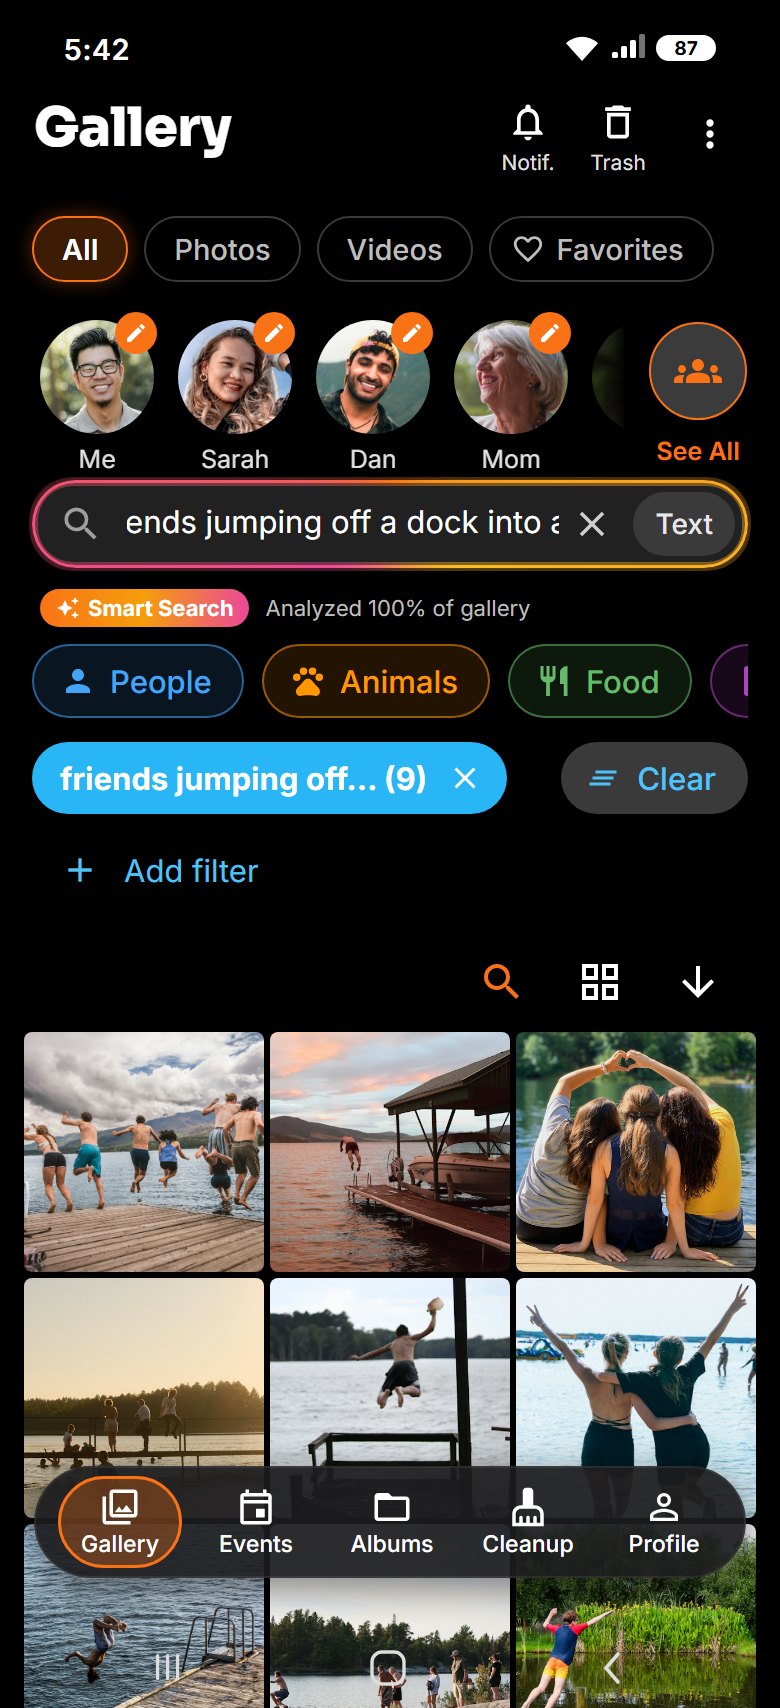 5:42
87
Gallery
Notif.
Trash
All
Photos
Videos
Favorites
Me
Sarah
Dan
Mom
See All
ends jumping off a dock into a
Text
Smart Search
Analyzed 100% of gallery
People
Animals
Food
friends jumping off... (9)
Clear
Add filter
Gallery
Events
Albums
Cleanup
Profile